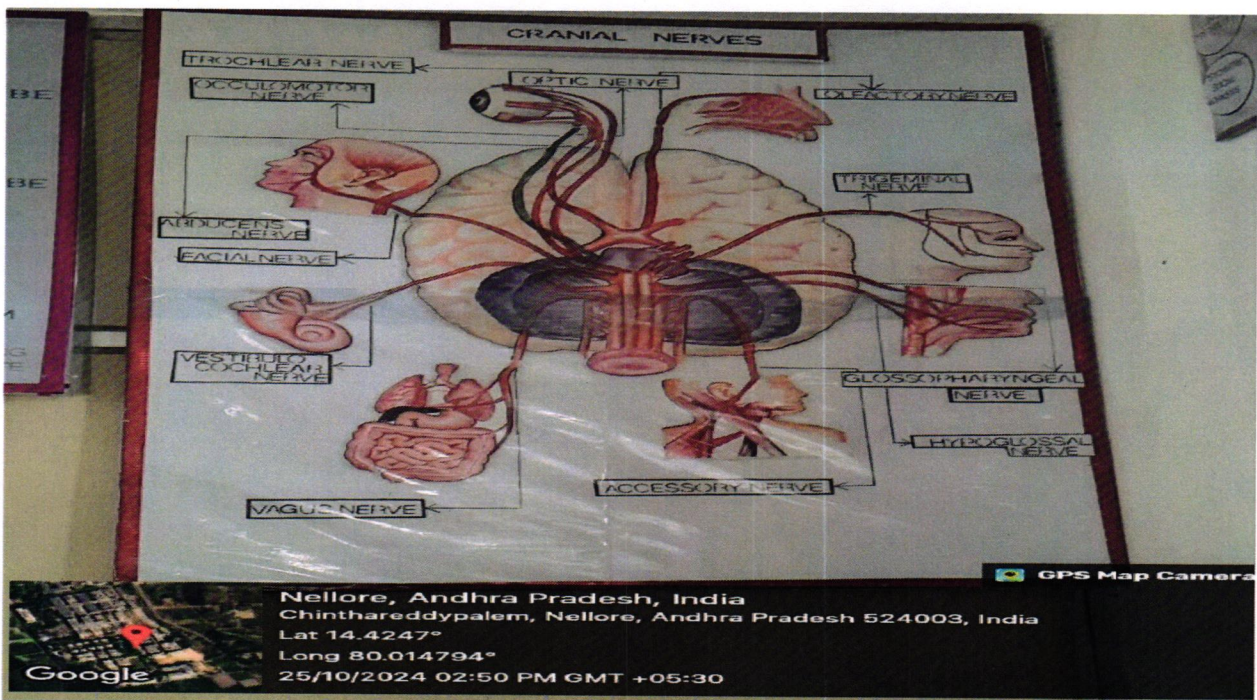 CRANIAL NERVES
TROCHLEAR NERVE
OPTIC NERVE
OCCULOMOTOR
NERVE
OLFACTORY NERVE
TRIGEMINAL
NERVE
ABDUCENS
NERVE
FACIAL NERVE
VESTIBULO
COCHLEAR
NERVE
GLOSSOPHARYNGEAL
NERVE
HYPOGLOSSAL
NERVE
ACCESSORY NERVE
VAGUS NERVE
BE
BE
GPS Map Camera
Nellore, Andhra Pradesh, India
Chinthareddypalem, Nellore, Andhra Pradesh 524003, India
Lat 14.4247°
Long 80.014794°
25/10/2024 02:50 PM GMT +05:30
Google